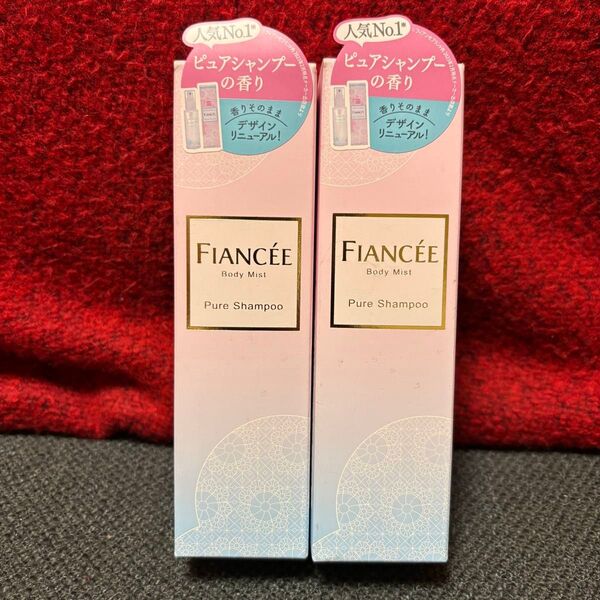 人気No.1※
ピュアシャンプー
の香り
香りそのまま
デザイン
リニューアル!
FIANCÉE
Body Mist
Pure Shampoo
人気No.1※
ピュアシャンプー
の香り
香りそのまま
デザイン
リニューアル!
FIANCÉE
Body Mist
Pure Shampoo